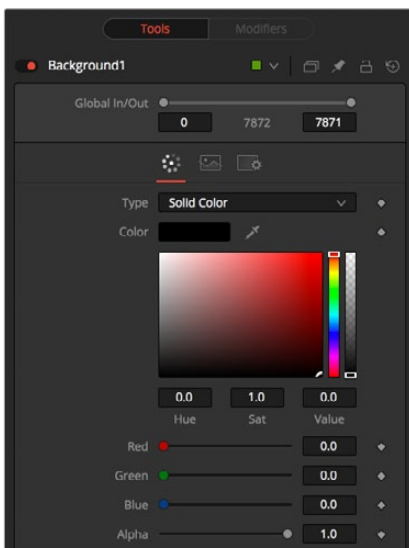 Tools Modifiers
Background1
Global In/Out
0 7872 7871
Type Solid Color
Color
0.0 1.0 0.0
Hue Sat Value
Red 0.0
Green 0.0
Blue 0.0
Alpha 1.0